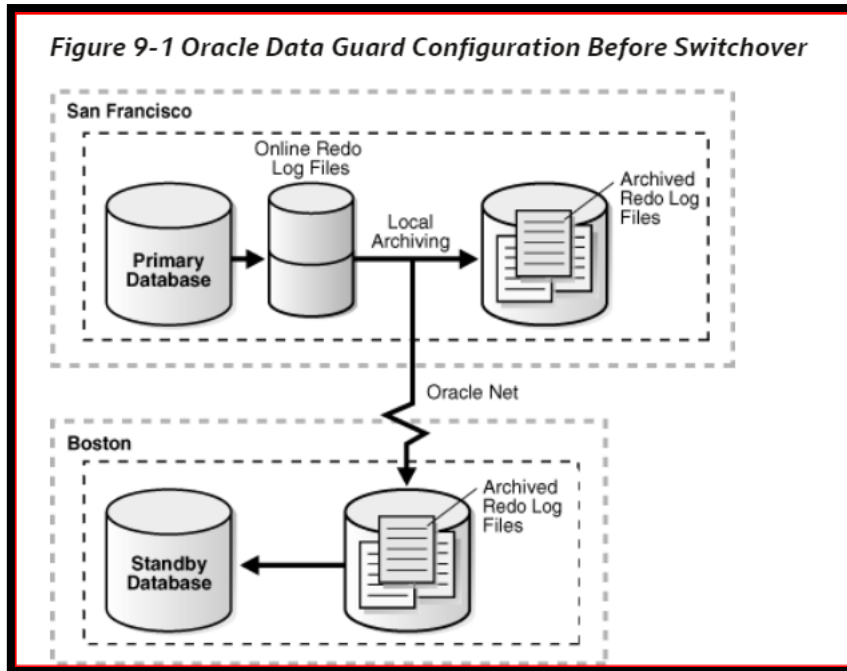 Figure 9-1 Oracle Data Guard Configuration Before Switchover
San Francisco
Online Redo
Log Files
Archived
Redo Log
Files
Local
Archiving
Primary
Database
Oracle Net
Boston
Archived
Redo Log
Files
Standby
Database